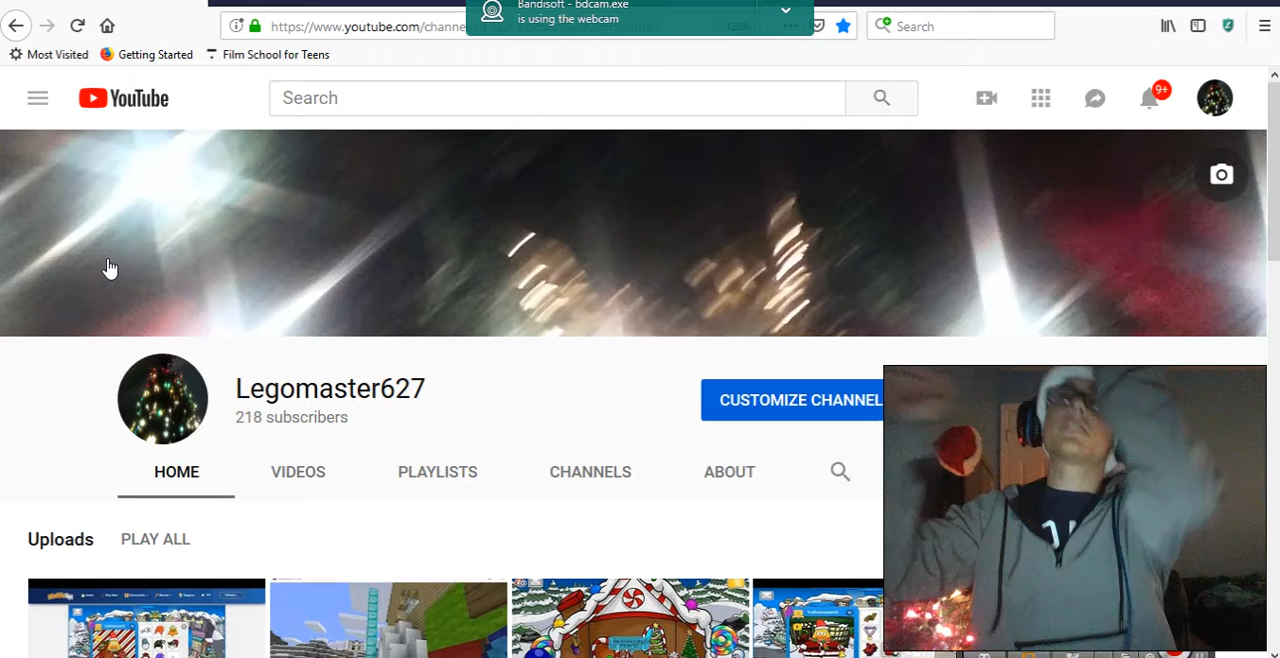 Bandisoft - bdcam.exe
is using the webcam
https://www.youtube.com/channe
120%
Search
Most Visited
Getting Started
Film School for Teens
YouTube
Search
9+
Legomaster627
218 subscribers
CUSTOMIZE CHANNEL
HOME
VIDEOS
PLAYLISTS
CHANNELS
ABOUT
Uploads
PLAY ALL